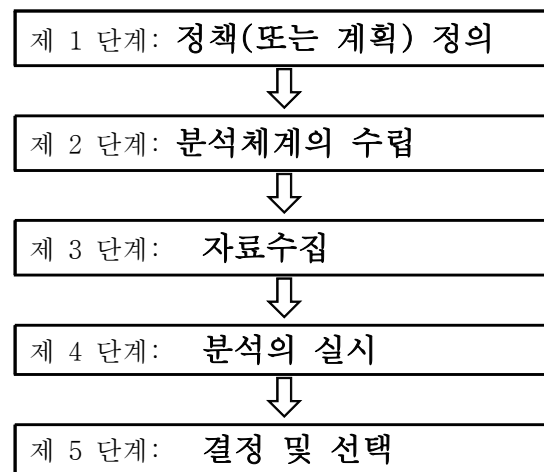 제 1 단계: 정책(또는 계획) 정의
제 2 단계: 분석체계의 수립
제 3 단계: 자료수집
제 4 단계: 분석의 실시
제 5 단계: 결정 및 선택